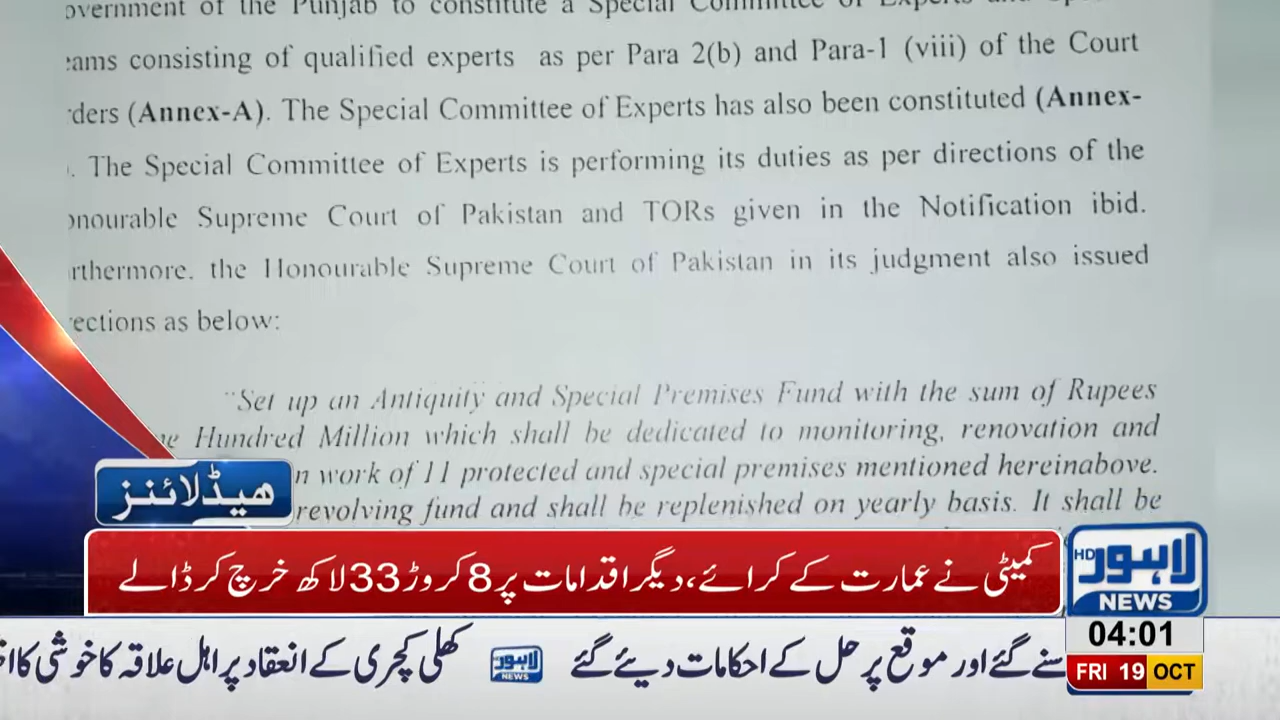 overnment of the Punjab to constitute a Special Committee of Experts and
eams consisting of qualified experts as per Para 2(b) and Para-1 (viii) of the Court
rders (Annex-A). The Special Committee of Experts has also been constituted (Annex-
. The Special Committee of Experts is performing its duties as per directions of the
onourable Supreme Court of Pakistan and TORs given in the Notification ibid.
rthermore, the Honourable Supreme Court of Pakistan in its judgment also issued
rections as below:
"Set up an Antiquity and Special Premises Fund with the sum of Rupees
ne Hundred Million which shall be dedicated to monitoring, renovation and
n work of 11 protected and special premises mentioned hereinabove.
revolving fund and shall be replenished on yearly basis. It shall be
ہیڈلائنز
کمیٹی نے عمارت کے کرائے، دیگر اقدامات پر 8 کروڑ 33 لاکھ خرچ کر ڈالے
HD لاہور
NEWS
04:01
FRI 19 OCT
سنے گئے اور موقع پر حل کے احکامات دیئے گئے لاہور NEWS کھلی کچہری کے انعقاد پر اہل علاقہ کا خوشی کا